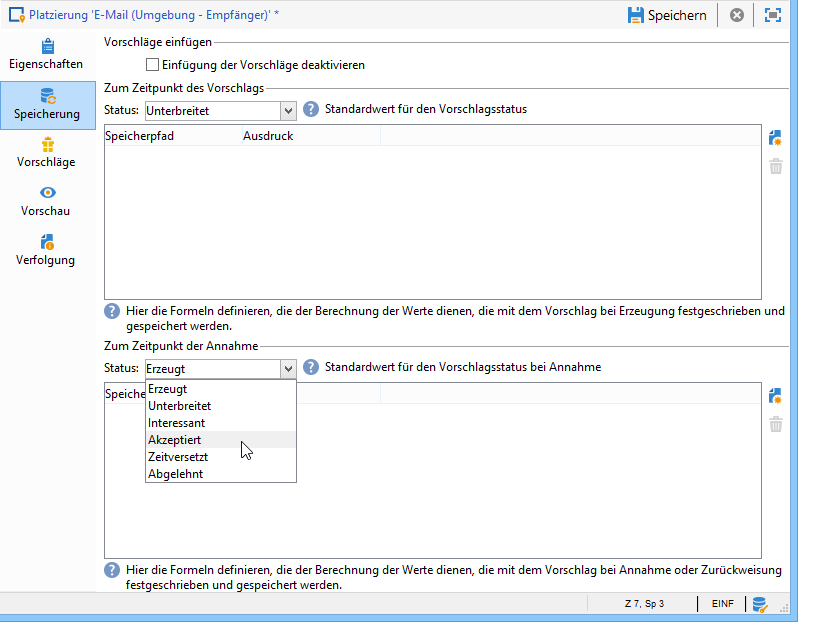 Platzierung 'E-Mail (Umgebung - Empfänger)' *
Speichern
Eigenschaften
Speicherung
Vorschläge
Vorschau
Verfolgung
Vorschläge einfügen
Einfügung der Vorschläge deaktivieren
Zum Zeitpunkt des Vorschlags
Status: Unterbreitet Standardwert für den Vorschlagsstatus
Speicherpfad Ausdruck
Hier die Formeln definieren, die der Berechnung der Werte dienen, die mit dem Vorschlag bei Erzeugung festgeschrieben und
gespeichert werden.
Zum Zeitpunkt der Annahme
Status: Erzeugt Standardwert für den Vorschlagsstatus bei Annahme
Speiche
Erzeugt
Unterbreitet
Interessant
Akzeptiert
Zeitversetzt
Abgelehnt
Hier die Formeln definieren, die der Berechnung der Werte dienen, die mit dem Vorschlag bei Annahme oder Zurückweisung
festgeschrieben und gespeichert werden.
Z 7, Sp 3 EINF